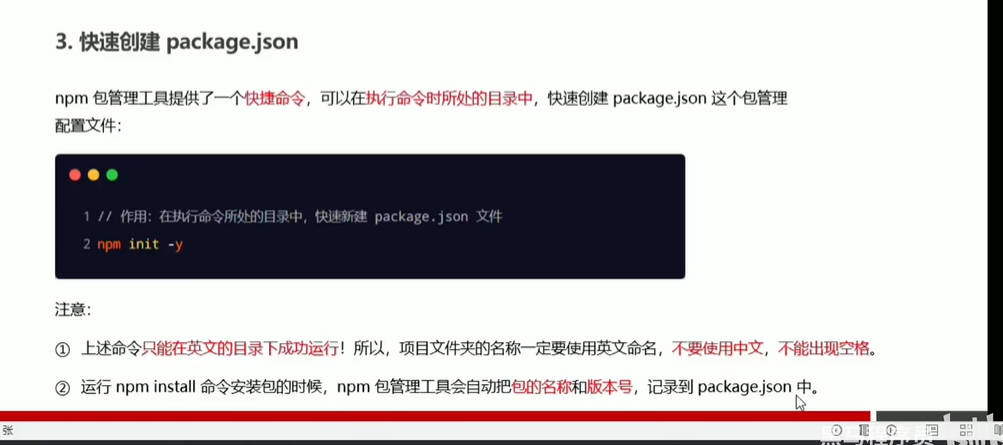 3. 快速创建 package.json
npm 包管理工具提供了一个快捷命令，可以在执行命令时所处的目录中，快速创建 package.json 这个包管理
配置文件：
1 // 作用：在执行命令所处的目录中，快速新建 package.json 文件
2 npm init -y
注意：
① 上述命令只能在英文的目录下成功运行！所以，项目文件夹的名称一定要使用英文命名，不要使用中文，不能出现空格。
② 运行 npm install 命令安装包的时候，npm 包管理工具会自动把包的名称和版本号，记录到 package.json 中。
张